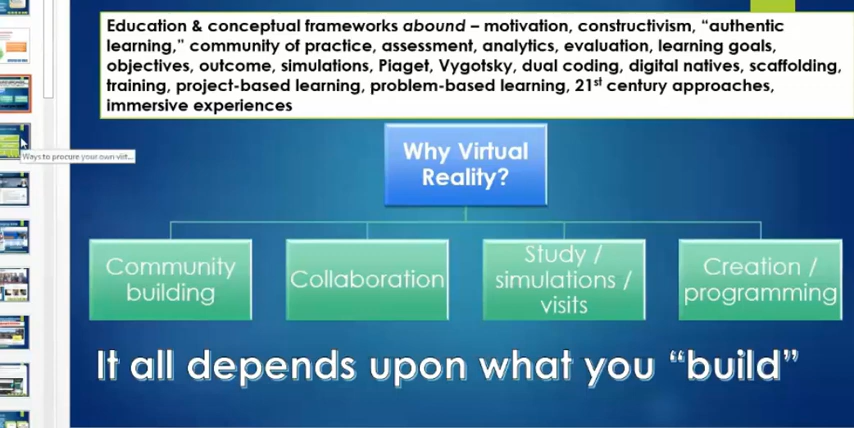 Education & conceptual frameworks abound – motivation, constructivism, “authentic
learning,” community of practice, assessment, analytics, evaluation, learning goals,
objectives, outcome, simulations, Piaget, Vygotsky, dual coding, digital natives, scaffolding,
training, project-based learning, problem-based learning, 21st century approaches,
immersive experiences
Ways to procure your own virt...
Why Virtual
Reality?
Community
building
Collaboration
Study /
simulations /
visits
Creation /
programming
It all depends upon what you “build”